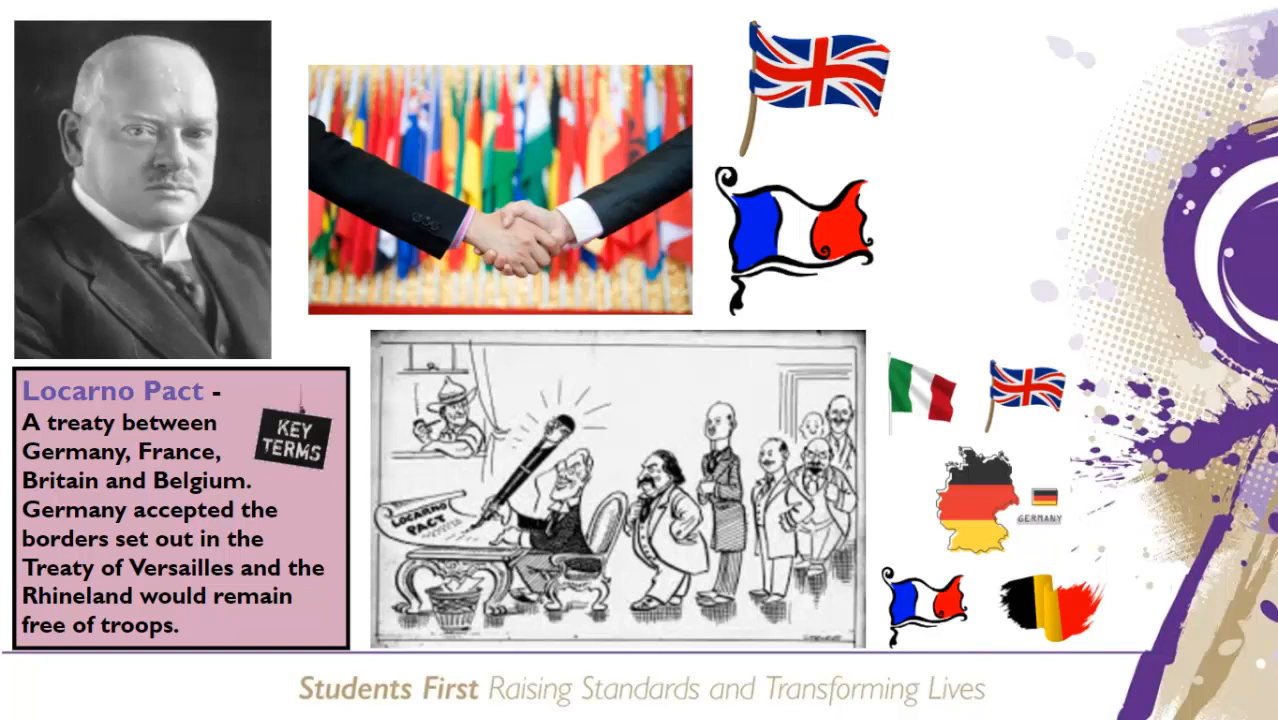 Locarno Pact -
A treaty between
Germany, France,
Britain and Belgium.
Germany accepted the
borders set out in the
Treaty of Versailles and the
Rhineland would remain
free of troops.
KEY
TERMS
LOCARNO
PACT
GERMANY
Students First Raising Standards and Transforming Lives